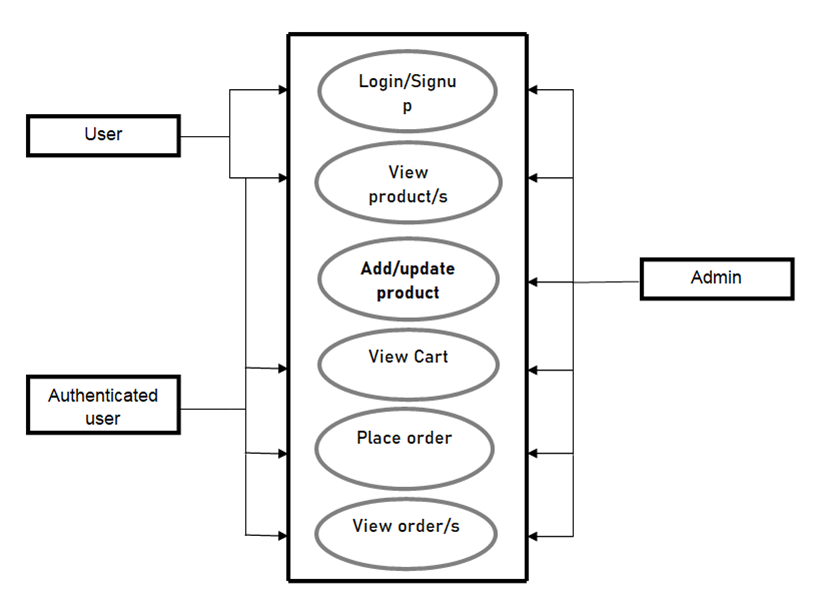 Login/Signu
p
User
View
product/s
Add/update
product
Admin
View Cart
Authenticated
user
Place order
View order/s